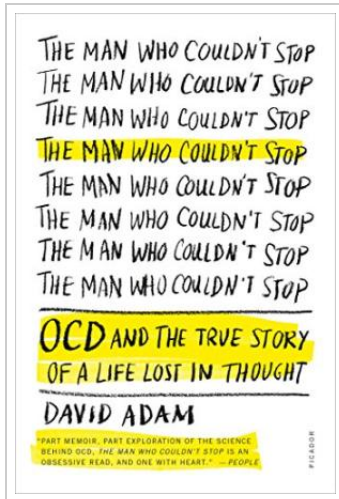 THE MAN WHO COULDN'T STOP
THE MAN WHO COULDN'T STOP
THE MAN WHO COULDN'T STOP
THE MAN WHO COULDN'T STOP
THE MAN WHO COULDN'T STOP
THE MAN WHO COULDN'T STOP
THE MAN WHO COULDN'T STOP
THE MAN WHO COULDN'T STOP
OCD AND THE TRUE STORY
OF A LIFE LOST IN THOUGHT
DAVID ADAM
"PART MEMOIR, PART EXPLORATION OF THE SCIENCE
BEHIND OCD, THE MAN WHO COULDN'T STOP IS AN
OBSESSIVE READ, AND ONE WITH HEART." —PEOPLE
PICADOR